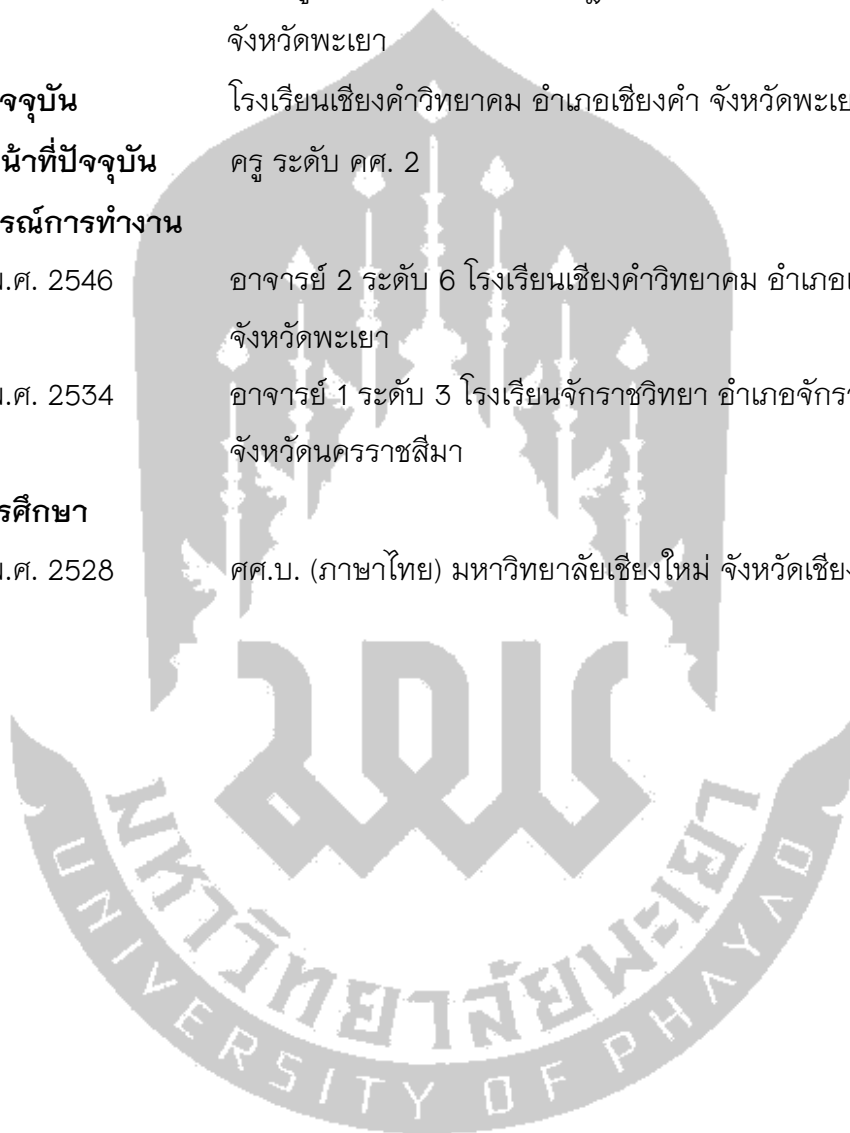 จังหวัดพะเยา
โรงเรียนเชียงคำวิทยาคม อำเภอเชียงคำ จังหวัดพะเย
น้าที่ปัจจุบัน ครู ระดับ คศ. 2
รณ์การทำงาน
.ศ. 2546 อาจารย์ 2 ระดับ 6 โรงเรียนเชียงคำวิทยาคม อำเภอเ
จังหวัดพะเยา
.ศ. 2534 อาจารย์ 1 ระดับ 3 โรงเรียนจักราชวิทยา อำเภอจักรา
จังหวัดนครราชสีมา
รศึกษา
.ศ. 2528 ศศ.บ. (ภาษาไทย) มหาวิทยาลัยเชียงใหม่ จังหวัดเชียง
มหาวิทยาลัยพะเยา
UNIVERSITY OF PHAYAO